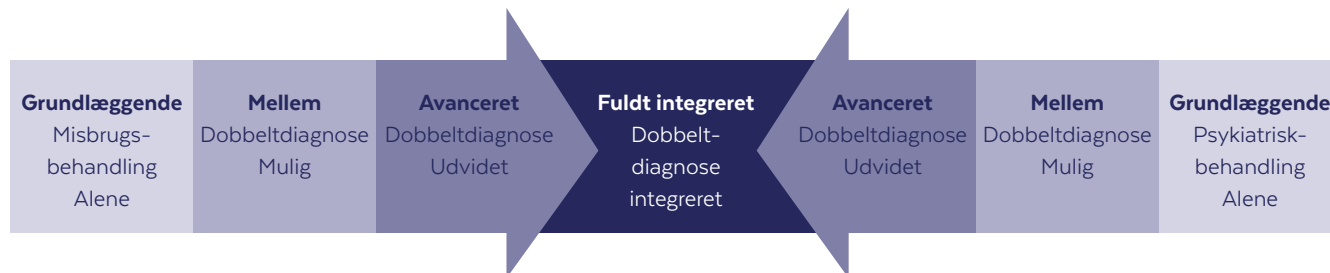 Grundlæggende
Misbrugs-
behandling
Alene
Mellem
Dobbeltdiagnose
Mulig
Avanceret
Dobbeltdiagnose
Udvidet
Fuldt integreret
Dobbelt-
diagnose
integreret
Avanceret
Dobbeltdiagnose
Udvidet
Mellem
Dobbeltdiagnose
Mulig
Grundlæggende
Psykiatrisk-
behandling
Alene